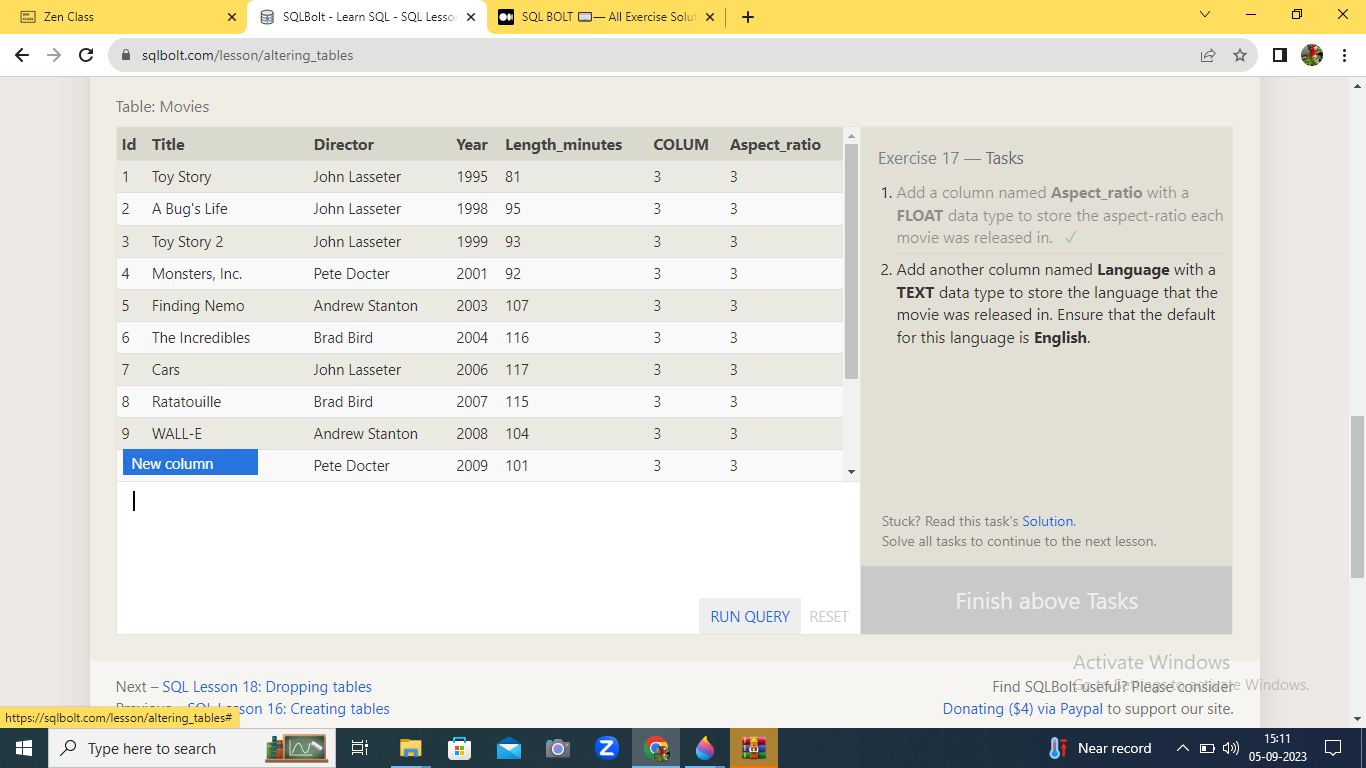 Zen Class
SQLBolt - Learn SQL - SQL Lesson
SQL BOLT — All Exercise Solut
sqlbolt.com/lesson/altering_tables
Table: Movies
Id Title Director Year Length_minutes COLUM Aspect_ratio
1 Toy Story John Lasseter 1995 81 3 3
2 A Bug's Life John Lasseter 1998 95 3 3
3 Toy Story 2 John Lasseter 1999 93 3 3
4 Monsters, Inc. Pete Docter 2001 92 3 3
5 Finding Nemo Andrew Stanton 2003 107 3 3
6 The Incredibles Brad Bird 2004 116 3 3
7 Cars John Lasseter 2006 117 3 3
8 Ratatouille Brad Bird 2007 115 3 3
9 WALL-E Andrew Stanton 2008 104 3 3
New column Pete Docter 2009 101 3 3
RUN QUERY RESET
Exercise 17 — Tasks
1. Add a column named Aspect_ratio with a
FLOAT data type to store the aspect-ratio each
movie was released in. ✓
2. Add another column named Language with a
TEXT data type to store the language that the
movie was released in. Ensure that the default
for this language is English.
Stuck? Read this task's Solution.
Solve all tasks to continue to the next lesson.
Finish above Tasks
Activate Windows
Go to Settings to activate Windows.
Next – SQL Lesson 18: Dropping tables
Previous – SQL Lesson 16: Creating tables
Find SQLBolt useful? Please consider
Donating ($4) via Paypal to support our site.
https://sqlbolt.com/lesson/altering_tables#
Type here to search
Near record
15:11
05-09-2023